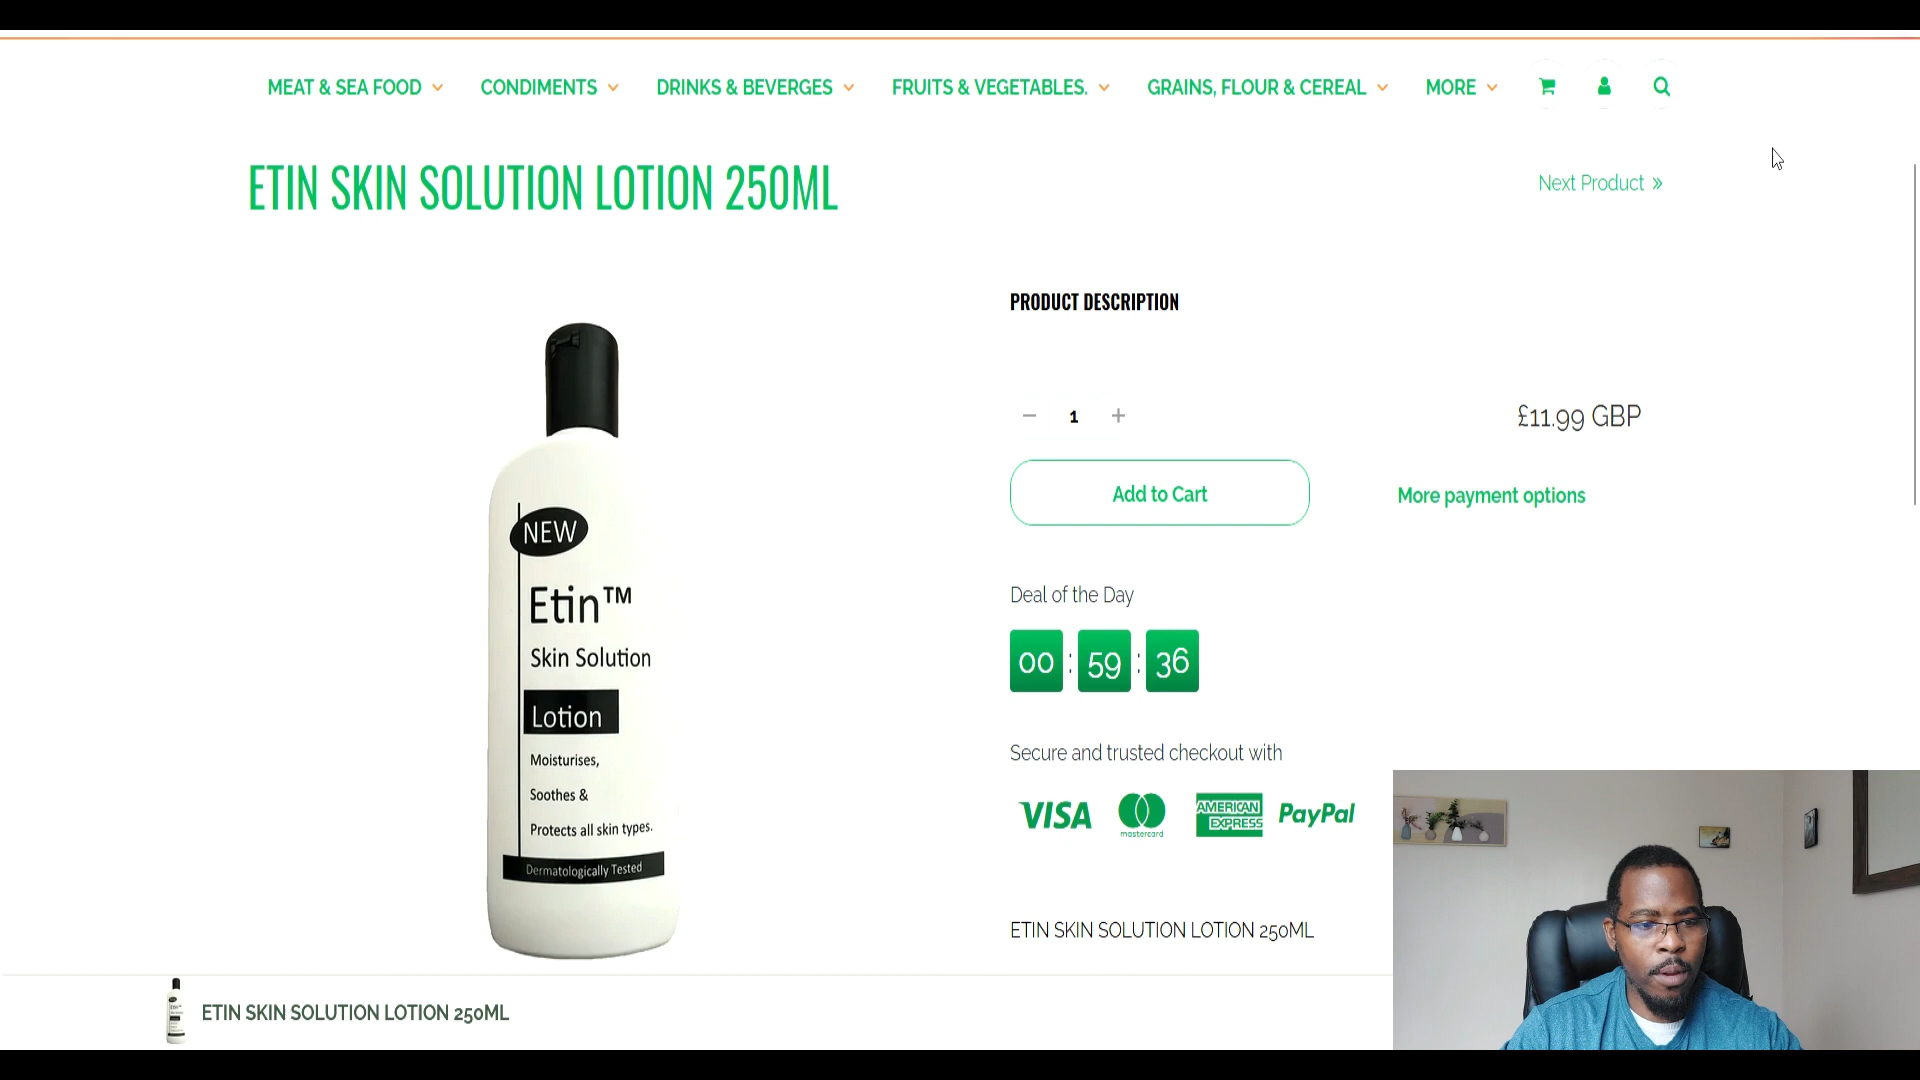 MEAT & SEA FOOD CONDIMENTS DRINKS & BEVERGES FRUITS & VEGETABLES. GRAINS, FLOUR & CEREAL MORE
ETIN SKIN SOLUTION LOTION 250ML
Next Product »
PRODUCT DESCRIPTION
− 1 +
£11.99 GBP
Add to Cart
More payment options
Deal of the Day
00 : 59 : 36
Secure and trusted checkout with
VISA mastercard AMERICAN EXPRESS PayPal
ETIN SKIN SOLUTION LOTION 250ML
NEW
Etin™
Skin Solution
Lotion
Moisturises,
Soothes &
Protects all skin types.
Dermatologically Tested
ETIN SKIN SOLUTION LOTION 250ML